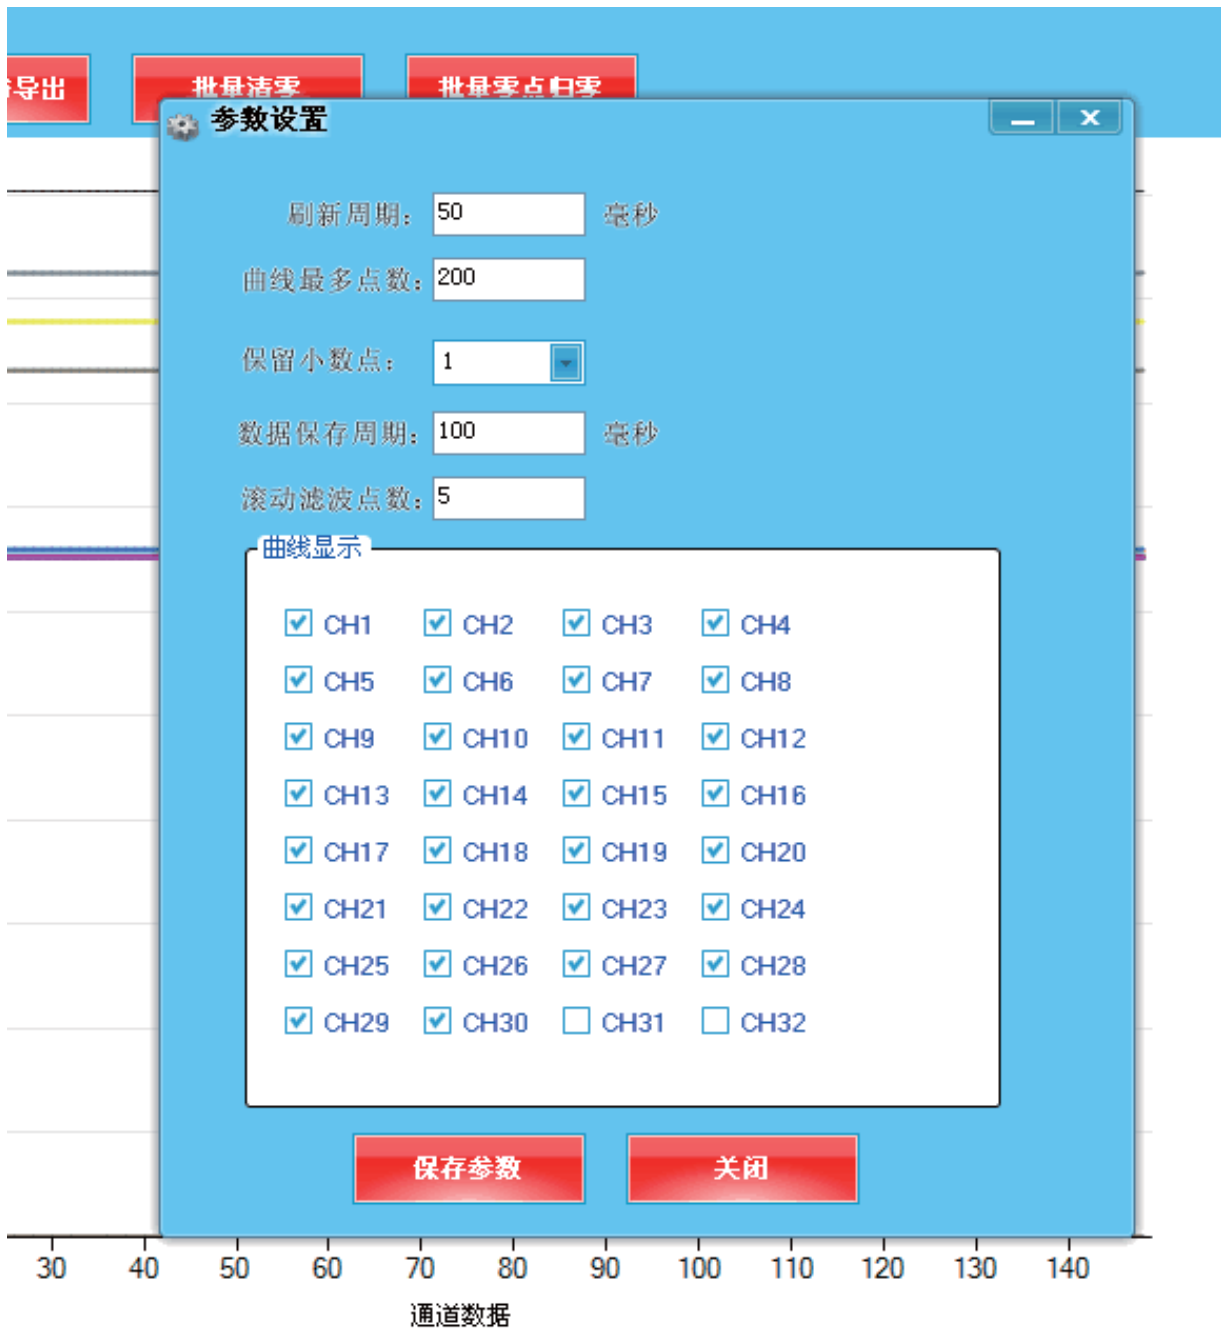 导出 批量清零 批量零点归零
参数设置
刷新周期： 50 毫秒
曲线最多点数： 200
保留小数点： 1
数据保存周期： 100 毫秒
滚动滤波点数： 5
曲线显示
CH1 CH2 CH3 CH4
CH5 CH6 CH7 CH8
CH9 CH10 CH11 CH12
CH13 CH14 CH15 CH16
CH17 CH18 CH19 CH20
CH21 CH22 CH23 CH24
CH25 CH26 CH27 CH28
CH29 CH30 CH31 CH32
保存参数 关闭
30 40 50 60 70 80 90 100 110 120 130 140
通道数据